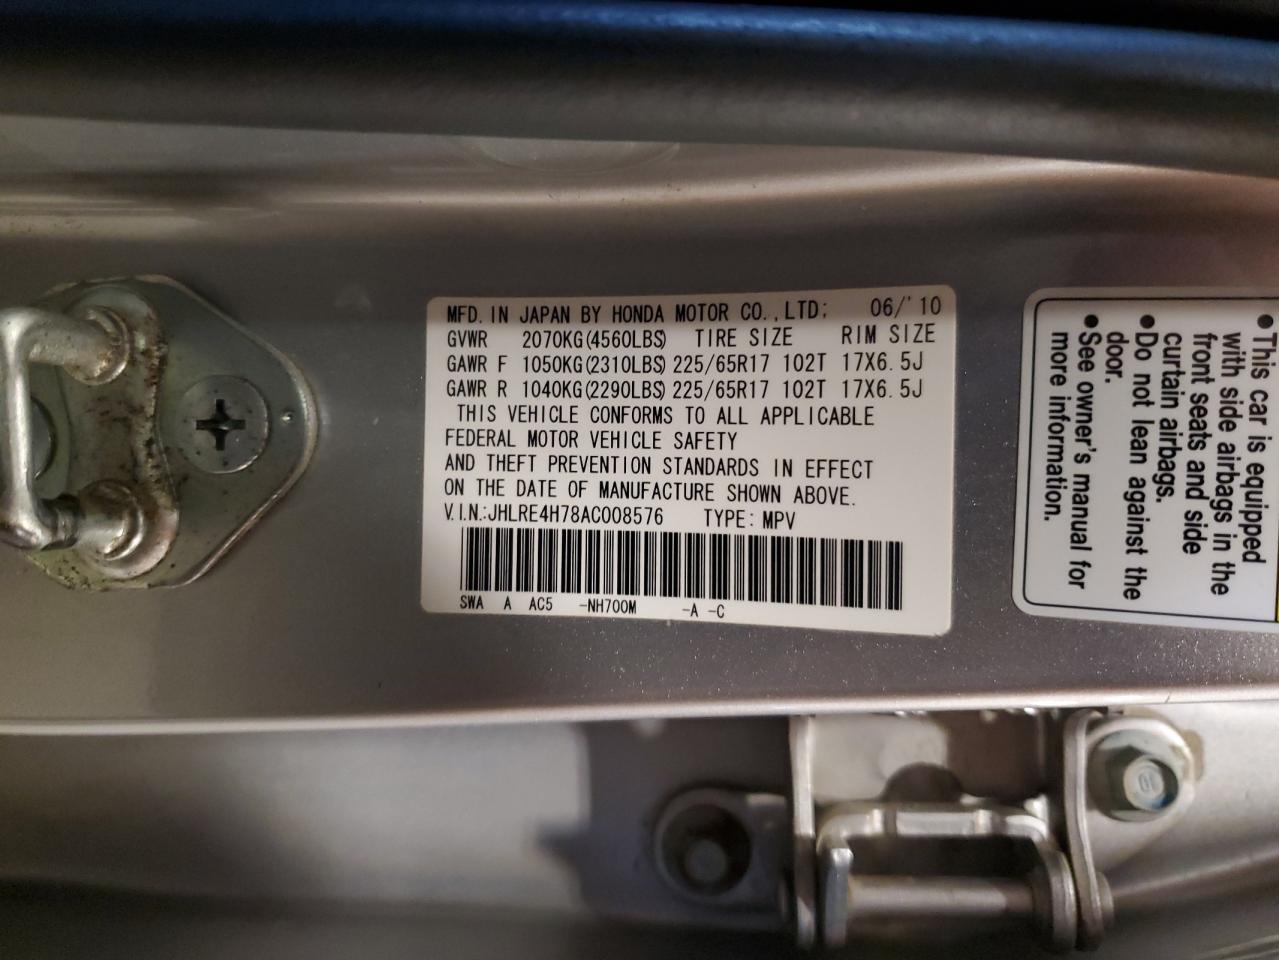 MFD. IN JAPAN BY HONDA MOTOR CO.,LTD; 06/'10
GVWR 2070KG(4560LBS) TIRE SIZE RIM SIZE
GAWR F 1050KG(2310LBS) 225/65R17 102T 17X6.5J
GAWR R 1040KG(2290LBS) 225/65R17 102T 17X6.5J
THIS VEHICLE CONFORMS TO ALL APPLICABLE
FEDERAL MOTOR VEHICLE SAFETY
AND THEFT PREVENTION STANDARDS IN EFFECT
ON THE DATE OF MANUFACTURE SHOWN ABOVE.
V.I.N.:JHLRE4H78AC008576 TYPE: MPV
SWA A AC5 -NH700M -A -C
• This car is equipped
with side airbags in the
front seats and side
curtain airbags.
• Do not lean against the
door.
• See owner's manual for
more information.